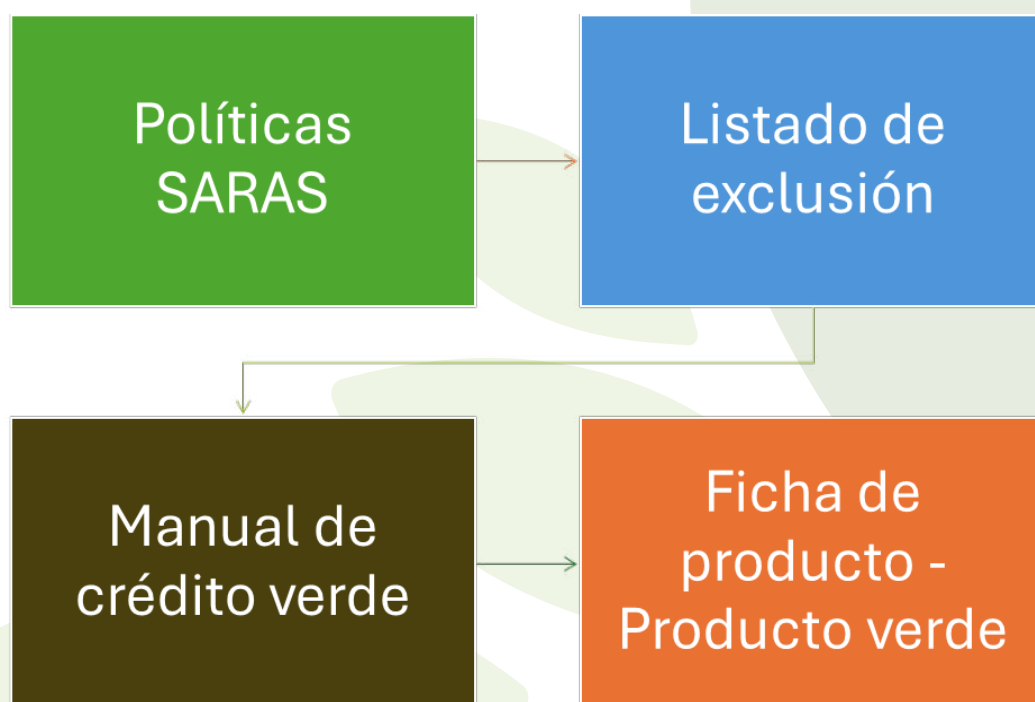 Políticas
SARAS
Listado de
exclusión
Manual de
crédito verde
Ficha de
producto -
Producto verde